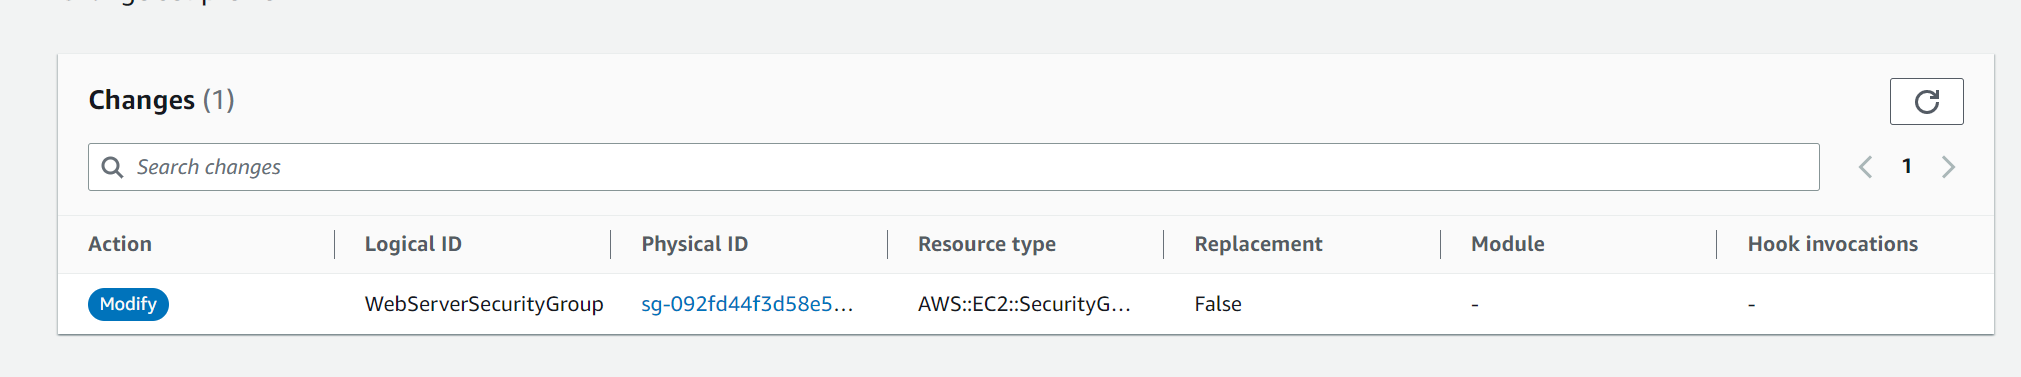 Changes (1)
Search changes
1
Action Logical ID Physical ID Resource type Replacement Module Hook invocations
Modify WebServerSecurityGroup sg-092fd44f3d58e5... AWS::EC2::SecurityG... False - -